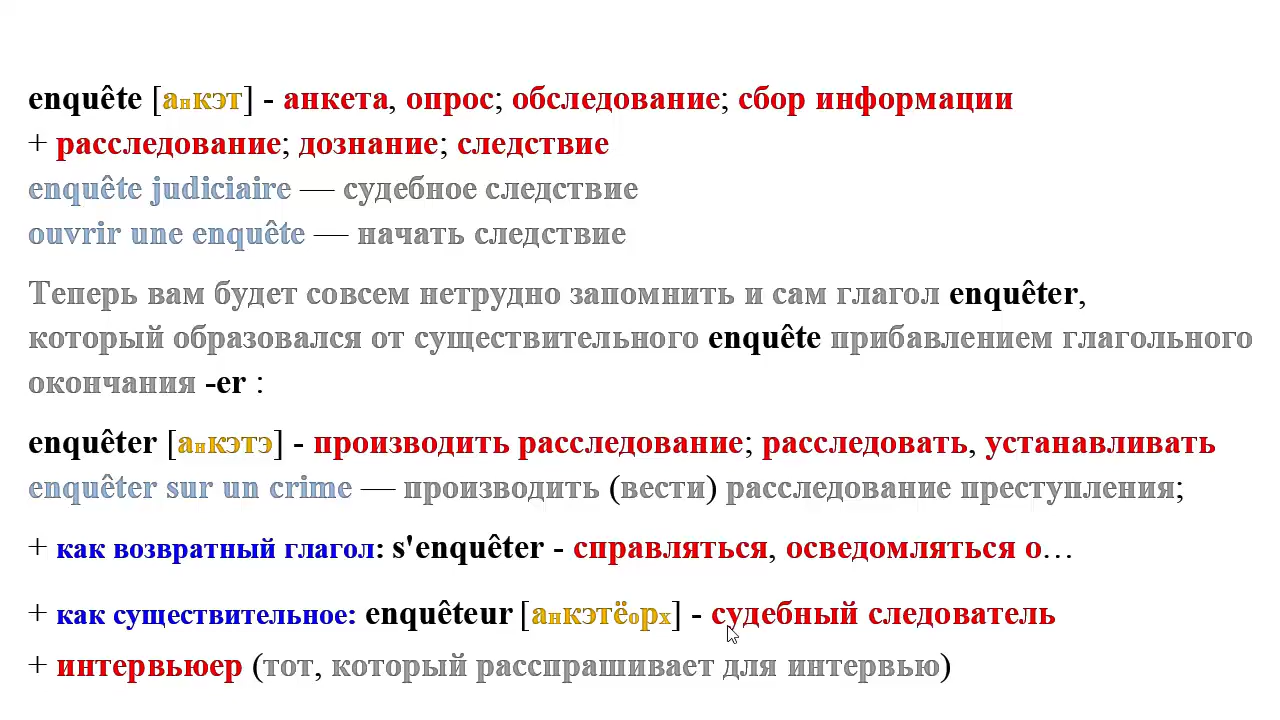 enquête [анкэт] - анкета, опрос; обследование; сбор информации
+ расследование; дознание; следствие
enquête judiciaire — судебное следствие
ouvrir une enquête — начать следствие
Теперь вам будет совсем нетрудно запомнить и сам глагол enquêter,
который образовался от существительного enquête прибавлением глагольного
окончания -er :
enquêter [анкэтэ] - производить расследование; расследовать, устанавливать
enquêter sur un crime — производить (вести) расследование преступления;
+ как возвратный глагол: s'enquêter - справляться, осведомляться о…
+ как существительное: enquêteur [анкэтёорх] - судебный следователь
+ интервьюер (тот, который расспрашивает для интервью)